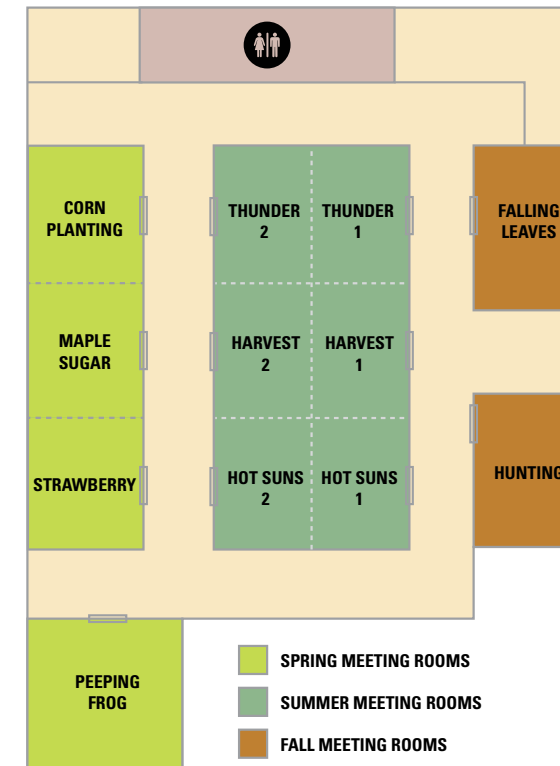 CORN
PLANTING
THUNDER
2
THUNDER
1
FALLING
LEAVES
MAPLE
SUGAR
HARVEST
2
HARVEST
1
STRAWBERRY
HOT SUNS
2
HOT SUNS
1
HUNTING
PEEPING
FROG
SPRING MEETING ROOMS
SUMMER MEETING ROOMS
FALL MEETING ROOMS